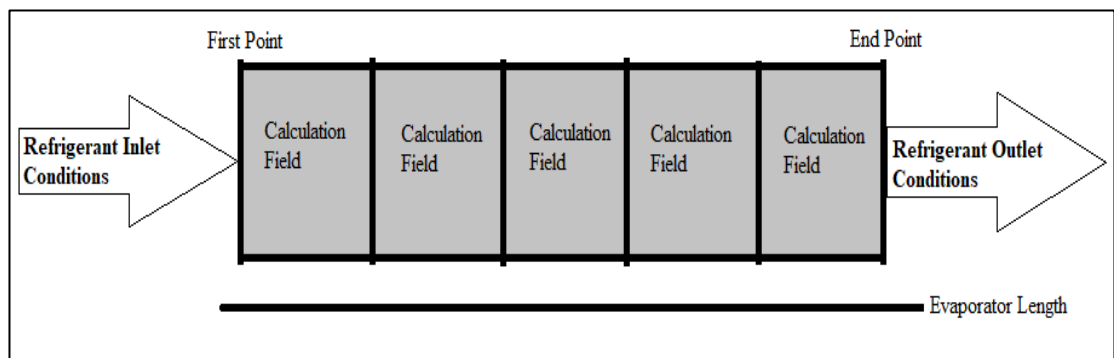 First Point
End Point
Refrigerant Inlet
Conditions
Calculation
Field
Calculation
Field
Calculation
Field
Calculation
Field
Calculation
Field
Refrigerant Outlet
Conditions
Evaporator Length